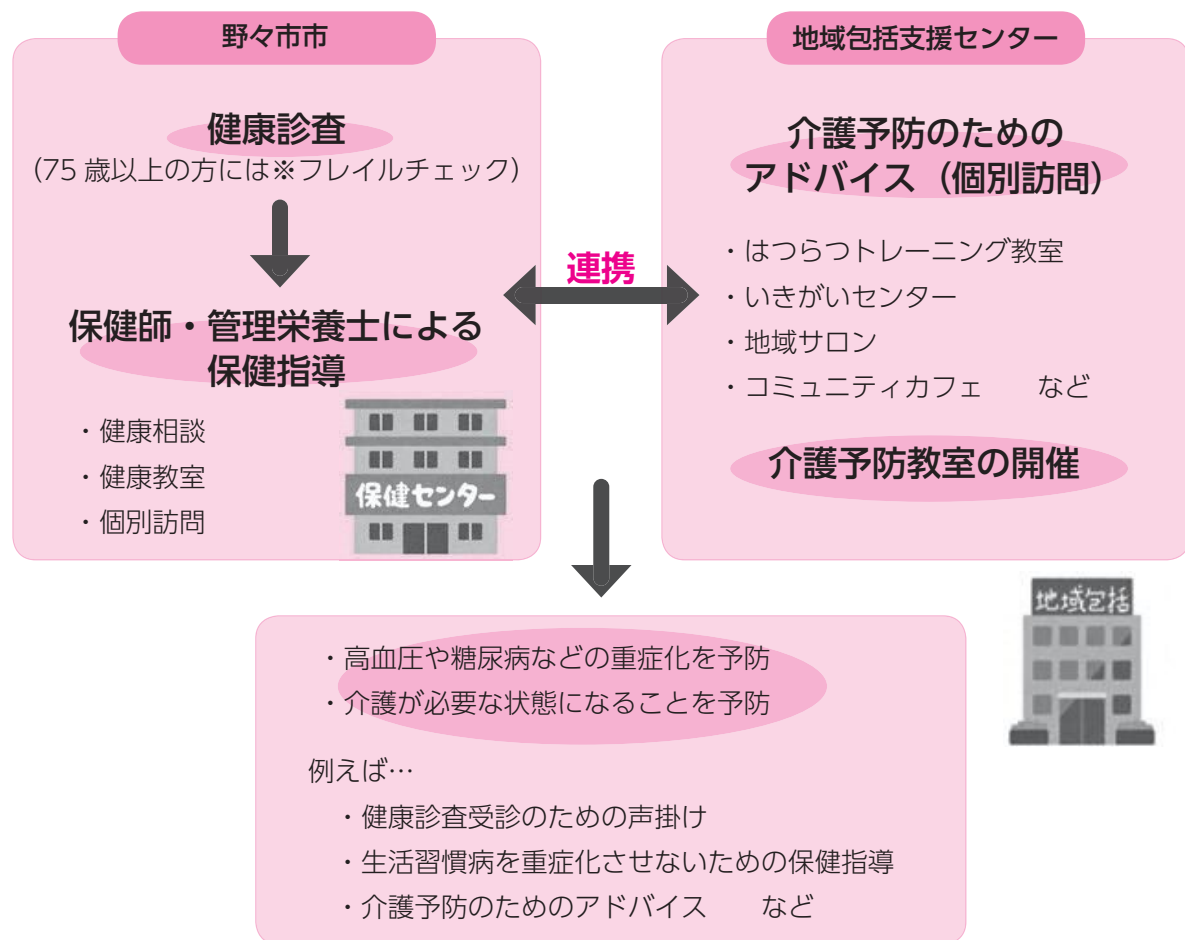 野々市市
健康診査
(75 歳以上の方には※フレイルチェック)
保健師・管理栄養士による
保健指導
・健康相談
・健康教室
・個別訪問
保健センター
連携
地域包括支援センター
介護予防のための
アドバイス（個別訪問）
・はつらつトレーニング教室
・いきがいセンター
・地域サロン
・コミュニティカフェ　　など
介護予防教室の開催
地域包括
・高血圧や糖尿病などの重症化を予防
・介護が必要な状態になることを予防
例えば…
・健康診査受診のための声掛け
・生活習慣病を重症化させないための保健指導
・介護予防のためのアドバイス　　など